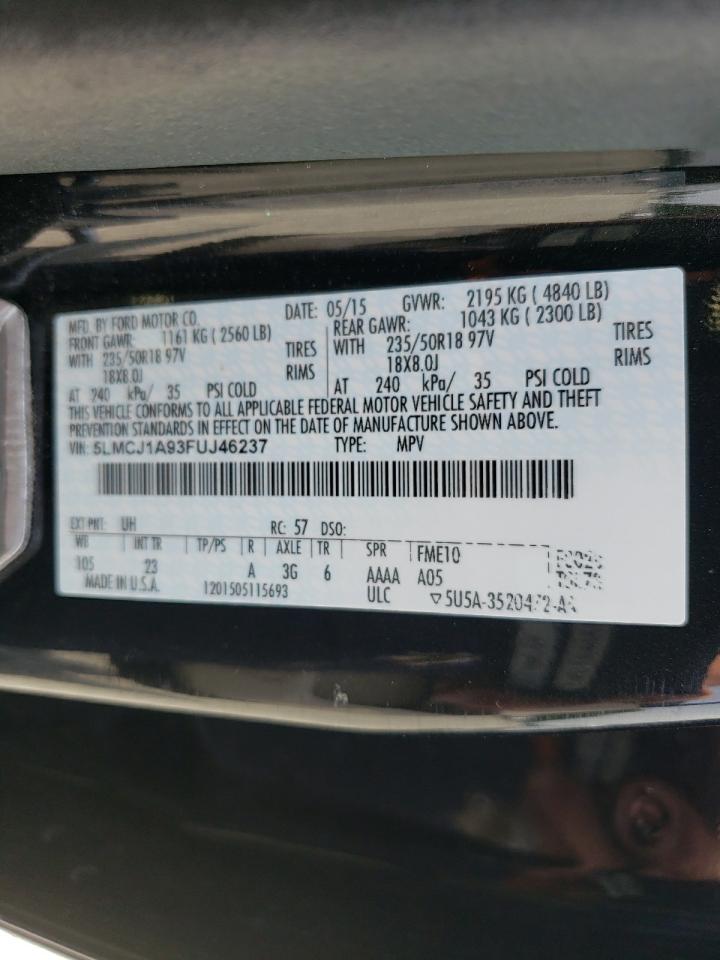 MFD. BY FORD MOTOR CO. DATE: 05/15 GVWR: 2195 KG ( 4840 LB)
FRONT GAWR: 1161 KG ( 2560 LB) REAR GAWR: 1043 KG ( 2300 LB)
WITH 235/50R18 97V TIRES WITH 235/50R18 97V TIRES
18X8.0J RIMS 18X8.0J RIMS
AT 240 kPa/ 35 PSI COLD AT 240 kPa/ 35 PSI COLD
THIS VEHICLE CONFORMS TO ALL APPLICABLE FEDERAL MOTOR VEHICLE SAFETY AND THEFT
PREVENTION STANDARDS IN EFFECT ON THE DATE OF MANUFACTURE SHOWN ABOVE.
VIN: 5LMCJ1A93FUJ46237 TYPE: MPV
EXT PNT: UH RC: 57 DSO:
WB INT TR TP/PS R AXLE TR SPR FME10
105 23 A 3G 6 AAAA A05
MADE IN U.S.A. 1201505115693 ULC